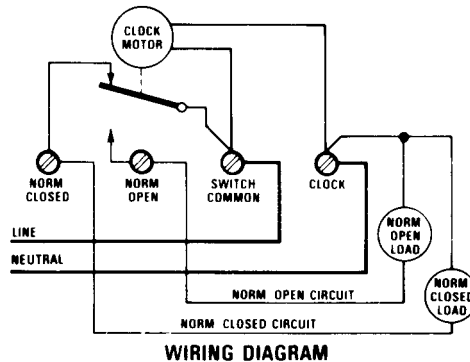 CLOCK
MOTOR
NORM
CLOSED
NORM
OPEN
SWITCH
COMMON
CLOCK
LINE
NEUTRAL
NORM
OPEN
LOAD
NORM
CLOSED
LOAD
NORM OPEN CIRCUIT
NORM CLOSED CIRCUIT
WIRING DIAGRAM